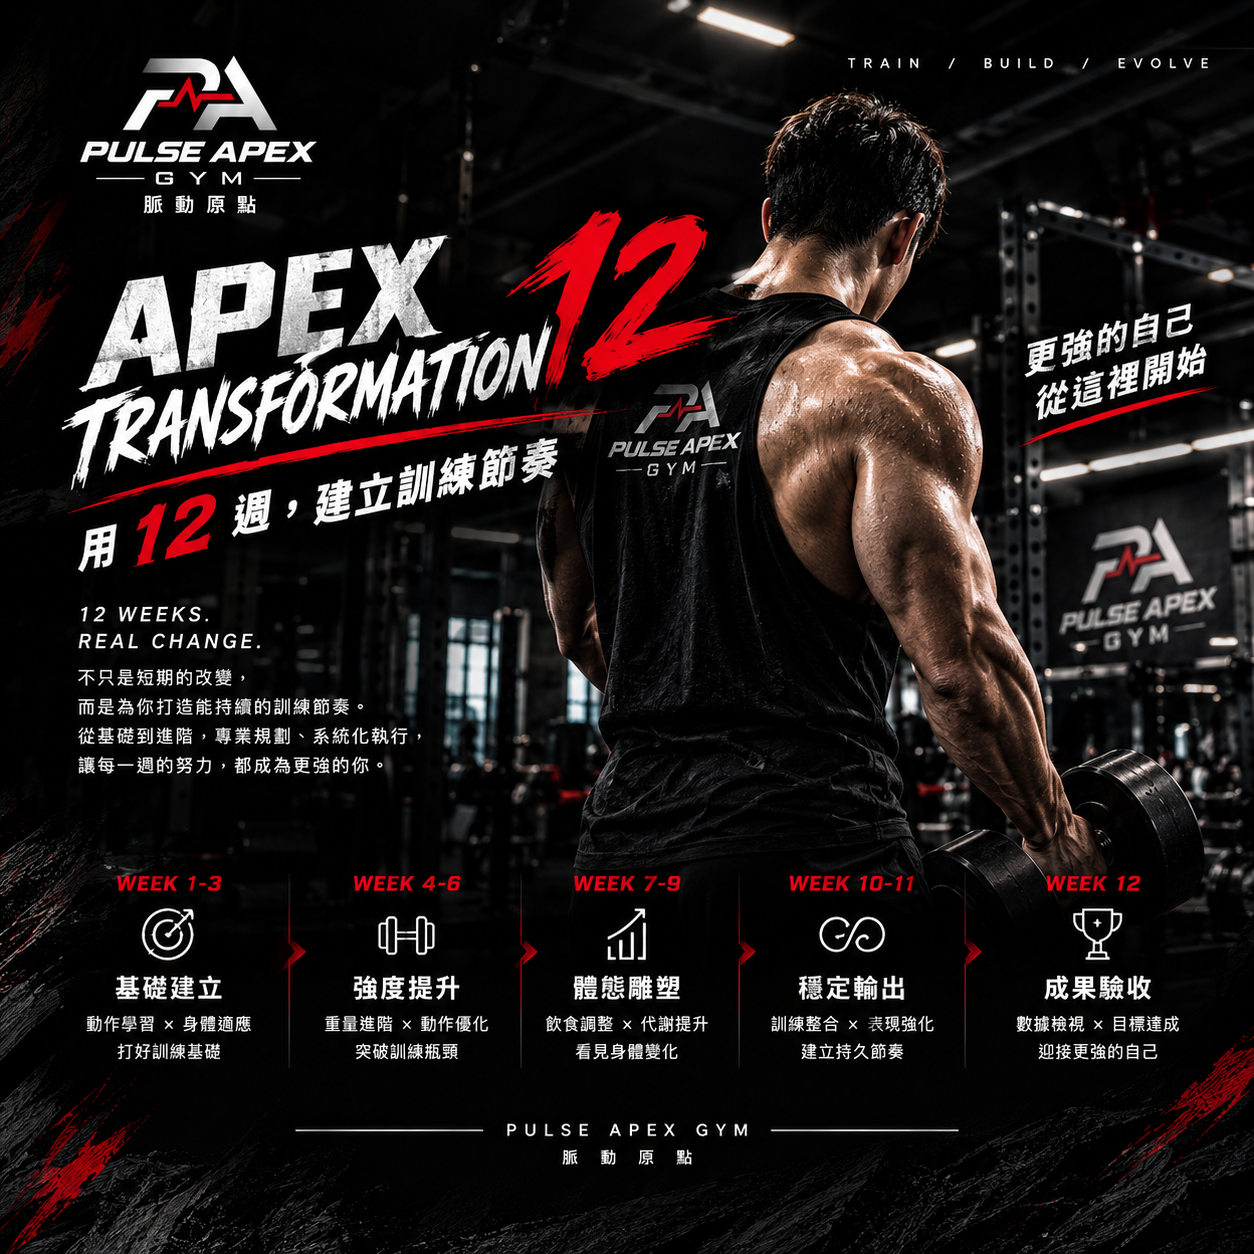 PULSE APEX
GYM
脈動原點
TRAIN / BUILD / EVOLVE
APEX
TRANSFORMATION 12
用 12 週，建立訓練節奏
更強的自己
從這裡開始
PULSE APEX
GYM
PULSE APEX
GYM
12 WEEKS.
REAL CHANGE.
不只是短期的改變，
而是為你打造能持續的訓練節奏。
從基礎到進階，專業規劃、系統化執行，
讓每一週的努力，都成為更強的你。
WEEK 1-3
基礎建立
動作學習 × 身體適應
打好訓練基礎
WEEK 4-6
強度提升
重量進階 × 動作優化
突破訓練瓶頸
WEEK 7-9
體態雕塑
飲食調整 × 代謝提升
看見身體變化
WEEK 10-11
穩定輸出
訓練整合 × 表現強化
建立持久節奏
WEEK 12
成果驗收
數據檢視 × 目標達成
迎接更強的自己
PULSE APEX GYM
脈動原點